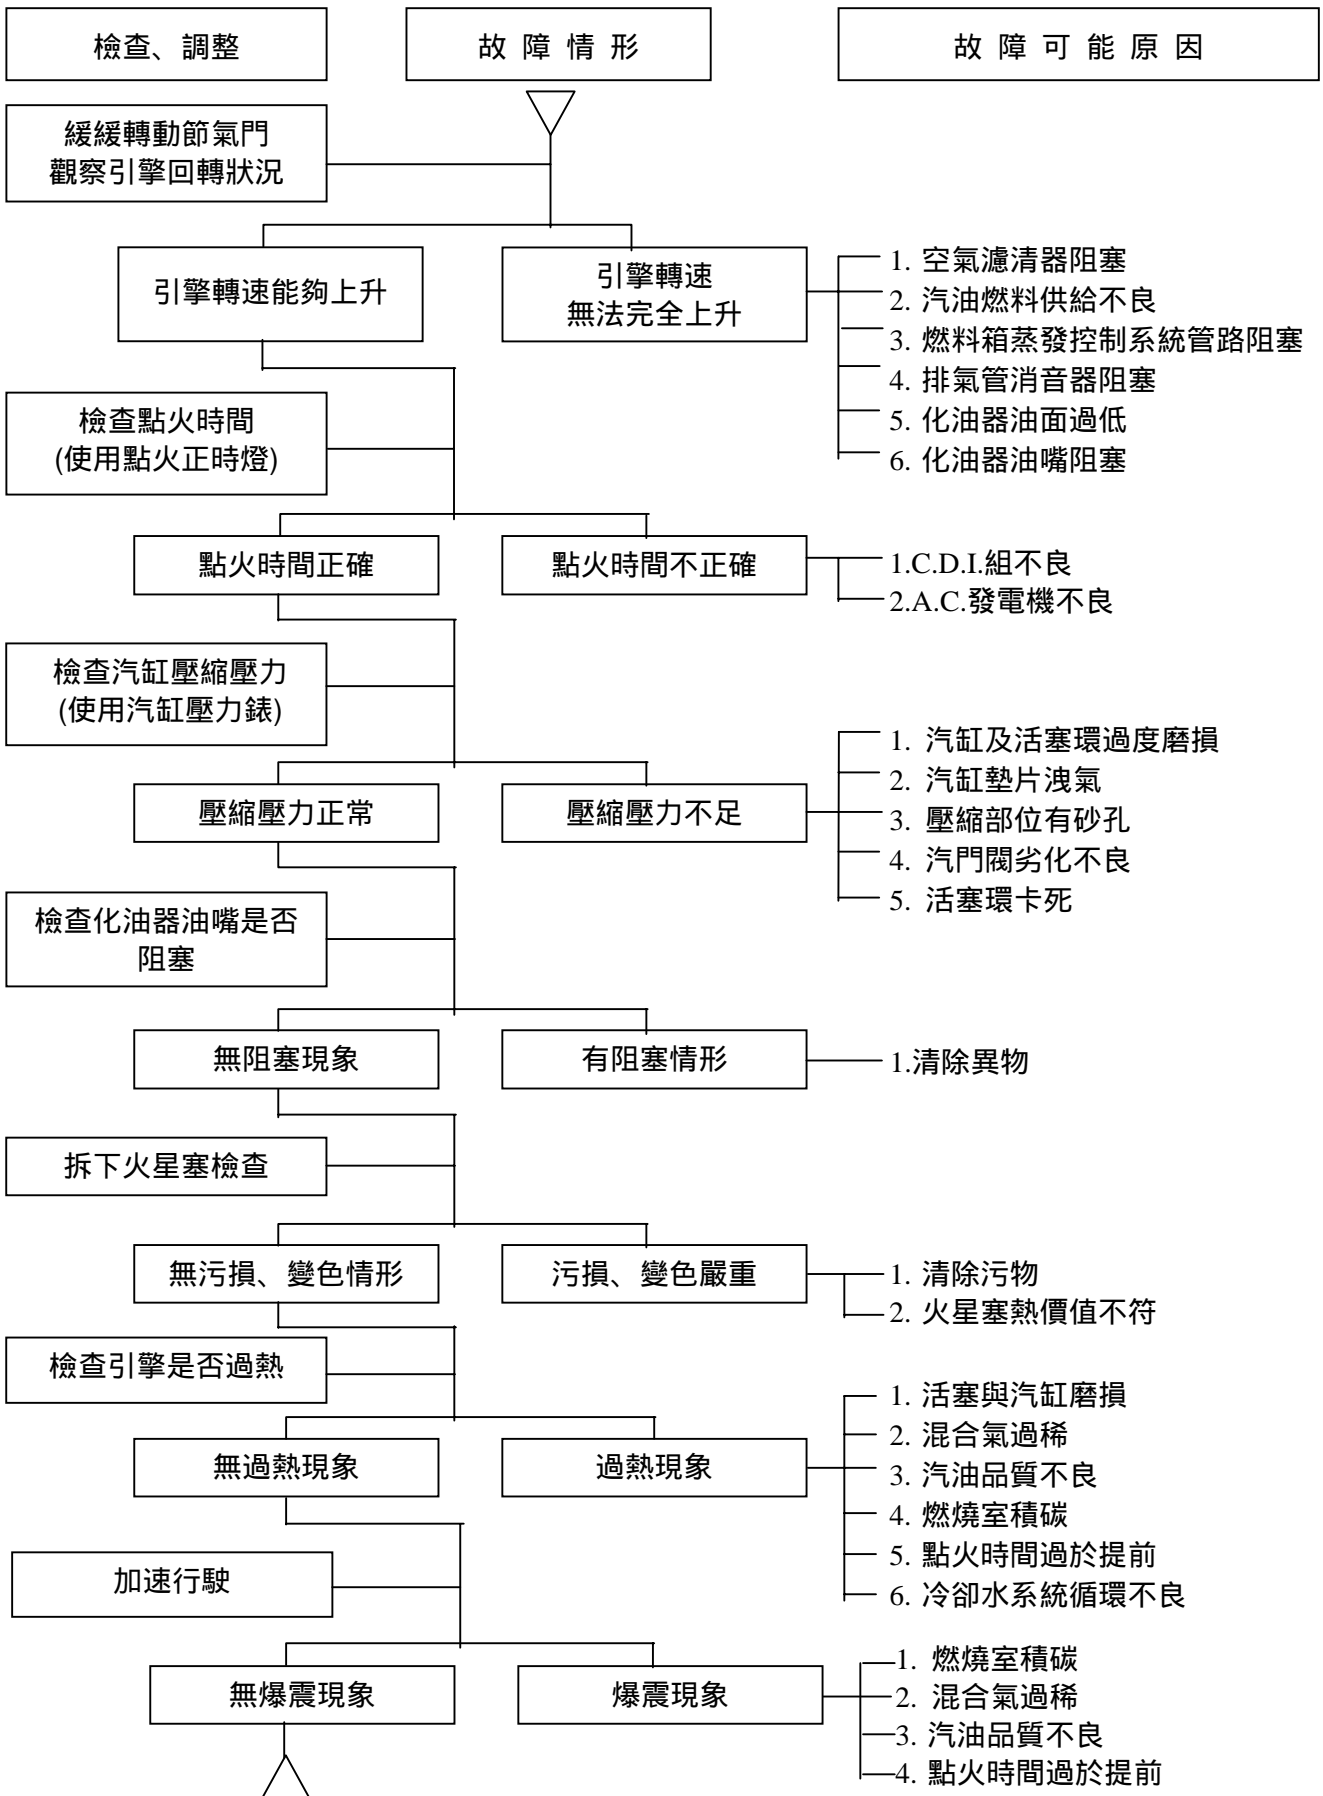 檢查、調整
故 障 情 形
故 障 可 能 原 因
緩緩轉動節氣門
觀察引擎回轉狀況
引擎轉速能夠上升
引擎轉速
無法完全上升
1. 空氣濾清器阻塞
2. 汽油燃料供給不良
3. 燃料箱蒸發控制系統管路阻塞
4. 排氣管消音器阻塞
5. 化油器油面過低
6. 化油器油嘴阻塞
檢查點火時間
(使用點火正時燈)
點火時間正確
點火時間不正確
1.C.D.I.組不良
2.A.C.發電機不良
檢查汽缸壓縮壓力
(使用汽缸壓力錶)
壓縮壓力正常
壓縮壓力不足
1. 汽缸及活塞環過度磨損
2. 汽缸墊片洩氣
3. 壓縮部位有砂孔
4. 汽門閥劣化不良
5. 活塞環卡死
檢查化油器油嘴是否
阻塞
無阻塞現象
有阻塞情形
1.清除異物
拆下火星塞檢查
無污損、變色情形
污損、變色嚴重
1. 清除污物
2. 火星塞熱價值不符
檢查引擎是否過熱
無過熱現象
過熱現象
1. 活塞與汽缸磨損
2. 混合氣過稀
3. 汽油品質不良
4. 燃燒室積碳
5. 點火時間過於提前
6. 冷卻水系統循環不良
加速行駛
無爆震現象
爆震現象
1. 燃燒室積碳
2. 混合氣過稀
3. 汽油品質不良
4. 點火時間過於提前